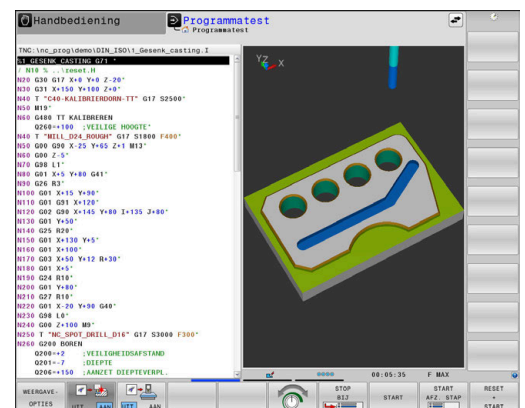 Handbediening
Programmatest
Programmatest
TNC:\nc_prog\demo\DIN_ISO\1_Gesenk_casting.I
%1_GESENK_CASTING G71 *
/ N10 % ..\reset.H
N20 G30 G17 X+0 Y+0 Z-20*
N30 G31 X+150 Y+100 Z+0*
N40 T "C40-KALIBRIERDORN-TT" G17 S2500*
N50 M19*
N60 G480 TT KALIBREREN
Q260=+100 ;VEILIGE HOOGTE*
N40 T "MILL_D24_ROUGH" G17 S1800 F400*
N50 G00 G90 X-25 Y+65 Z+1 M13*
N60 G00 Z-5*
N70 G98 L1*
N80 G01 X+5 Y+80 G41*
N90 G26 R3*
N100 G01 X+15 Y+90*
N110 G01 G91 X+120*
N120 G02 G90 X+145 Y+80 I+135 J+80*
N130 G01 Y+50*
N140 G25 R20*
N150 G01 X+130 Y+5*
N160 G01 X+100*
N170 G03 X+50 Y+12 R+30*
N180 G01 X+5*
N190 G24 R10*
N200 G01 Y+80*
N210 G27 R10*
N220 G01 X-20 Y+90 G40*
N230 G98 L0*
N240 G00 Z+100 M9*
N250 T "NC_SPOT_DRILL_D16" G17 S3000 F300*
N260 G200 BOREN
Q200=+2 ;VEILIGHEIDSAFSTAND
Q201=-7 ;DIEPTE
Q206=+150 ;AANZET DIEPTEVERPL.
YZ X
00:05:35 F MAX
WEERGAVE-
OPTIES
UIT AAN
UIT AAN
STOP
BIJ
START
START
AFZ. STAP
RESET
+
START